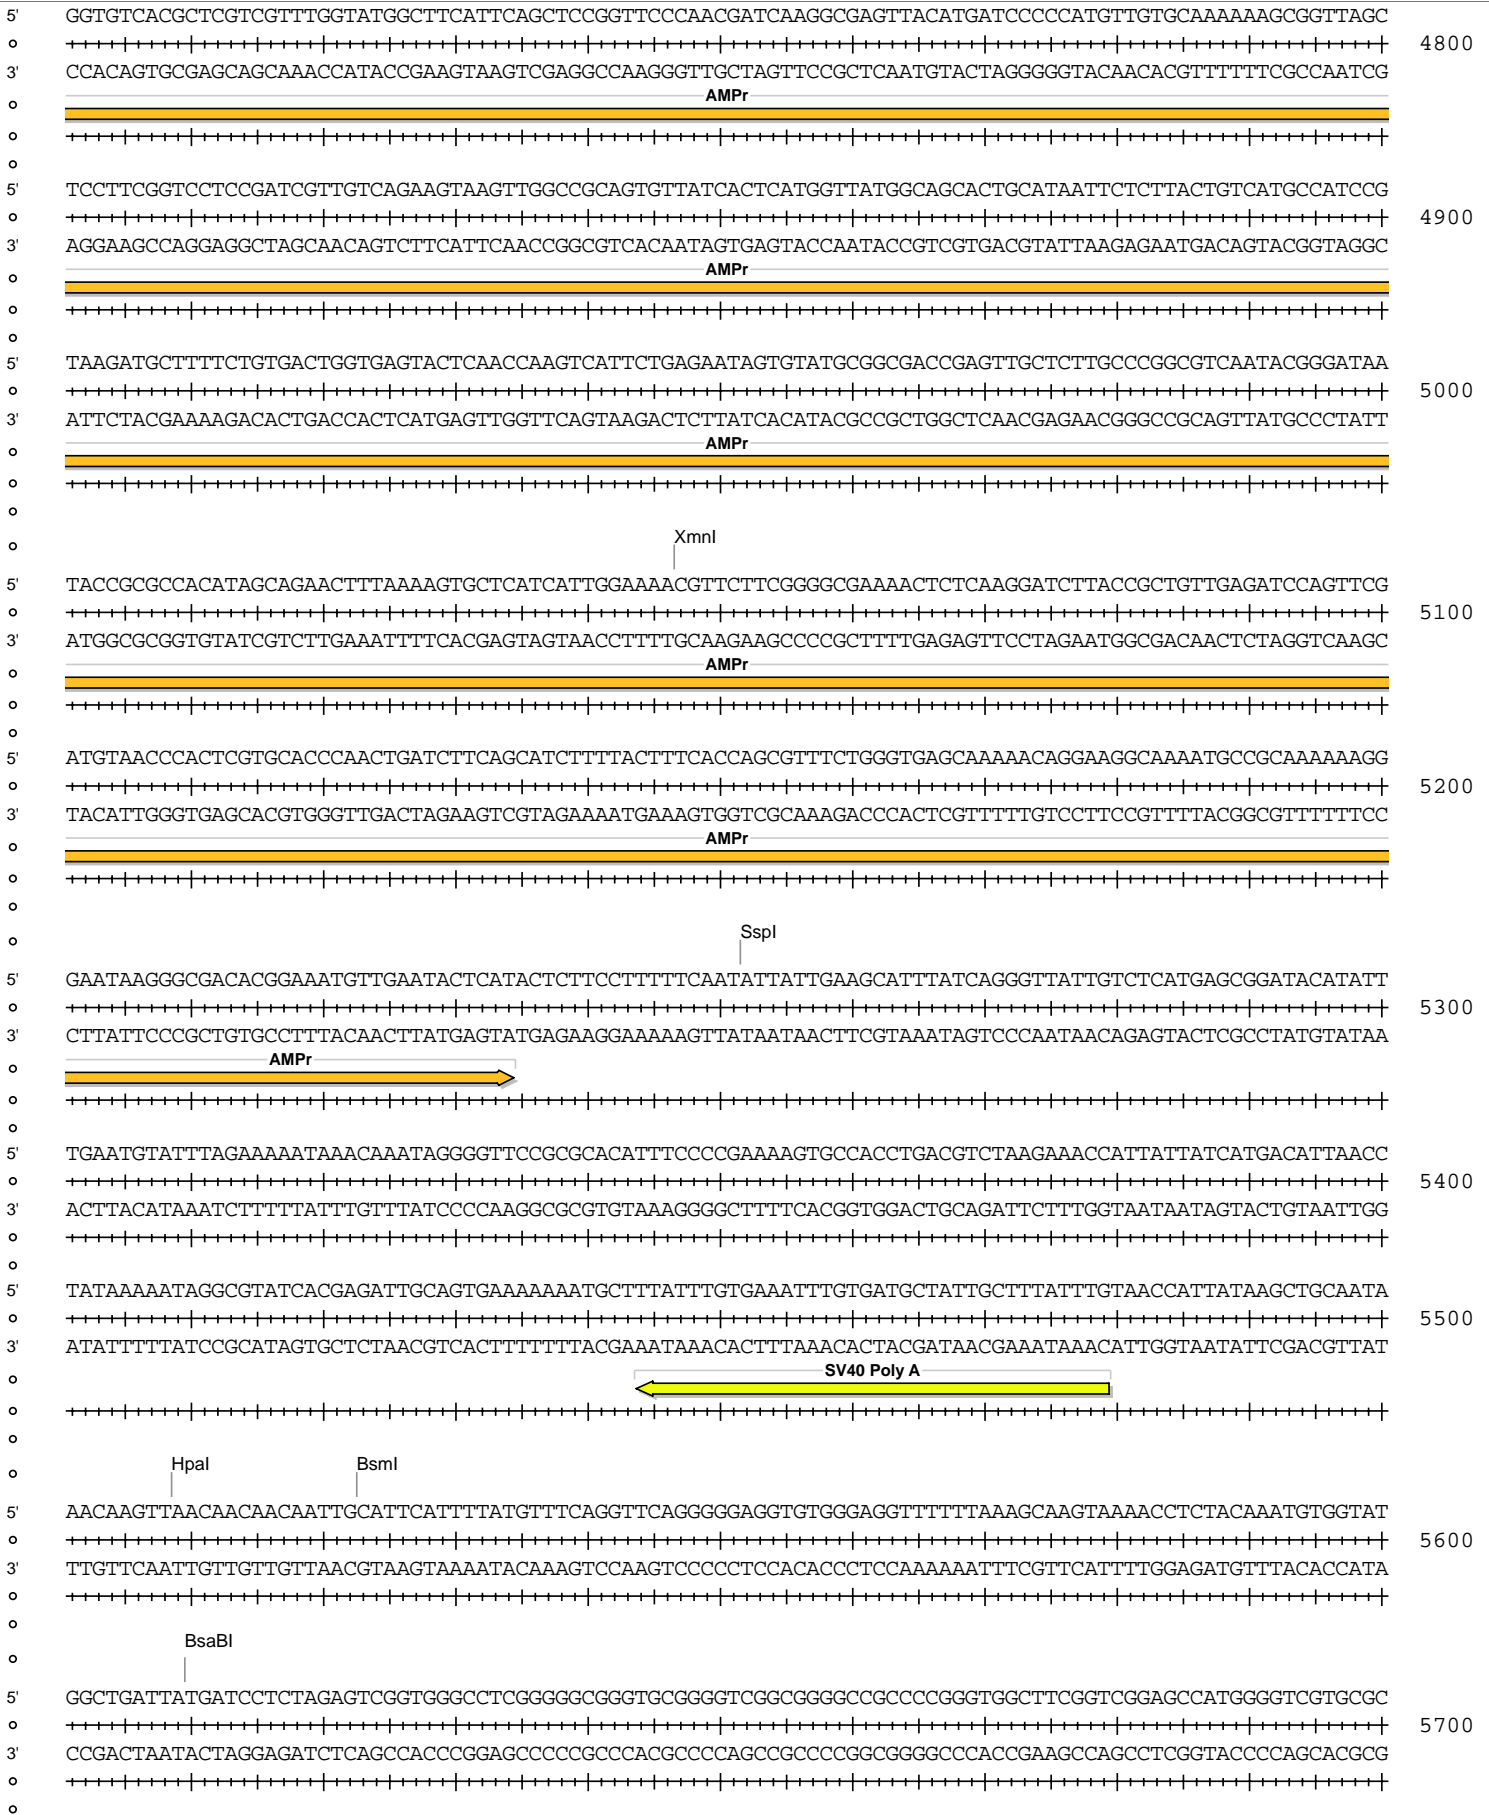 5' GGTGTCACGCTCGTCGTTTGGTATGGCTTCATTCAGCTCCGGTTCCCAACGATCAAGGCGAGTTACATGATCCCCCATGTTGTGCAAAAAAGCGGTTAGC
4800
3' CCACAGTGCGAGCAGCAAACCATACCGAAGTAAGTCGAGGCCAAGGGTTGCTAGTTCCGCTCAATGTACTAGGGGGTACAACACGTTTTTTCGCCAATCG
AMPr
5' TCCTTCGGTCCTCCGATCGTTGTCAGAAGTAAGTTGGCCGCAGTGTTATCACTCATGGTTATGGCAGCACTGCATAATTCTCTTACTGTCATGCCATCCG
4900
3' AGGAAGCCAGGAGGCTAGCAACAGTCTTCATTCAACCGGCGTCACAATAGTGAGTACCAATACCGTCGTGACGTATTAAGAGAATGACAGTACGGTAGGC
AMPr
5' TAAGATGCTTTTCTGTGACTGGTGAGTACTCAACCAAGTCATTCTGAGAATAGTGTATGCGGCGACCGAGTTGCTCTTGCCCGGCGTCAATACGGGATAA
5000
3' ATTCTACGAAAAGACACTGACCACTCATGAGTTGGTTCAGTAAGACTCTTATCACATACGCCGCTGGCTCAACGAGAACGGGCCGCAGTTATGCCCTATT
AMPr
XmnI
5' TACCGCGCCACATAGCAGAACTTTAAAAGTGCTCATCATTGGAAAACGTTCTTCGGGGCGAAAACTCTCAAGGATCTTACCGCTGTTGAGATCCAGTTCG
5100
3' ATGGCGCGGTGTATCGTCTTGAAATTTTCACGAGTAGTAACCTTTTGCAAGAAGCCCCGCTTTTGAGAGTTCCTAGAATGGCGACAACTCTAGGTCAAGC
AMPr
5' ATGTAACCCACTCGTGCACCCAACTGATCTTCAGCATCTTTTACTTTCACCAGCGTTTCTGGGTGAGCAAAAACAGGAAGGCAAAATGCCGCAAAAAAGG
5200
3' TACATTGGGTGAGCACGTGGGTTGACTAGAAGTCGTAGAAAATGAAAGTGGTCGCAAAGACCCACTCGTTTTTGTCCTTCCGTTTTACGGCGTTTTTTCC
AMPr
SspI
5' GAATAAGGGCGACACGGAAATGTTGAATACTCATACTCTTCCTTTTTCAATATTATTGAAGCATTTATCAGGGTTATTGTCTCATGAGCGGATACATATT
5300
3' CTTATTCCCGCTGTGCCTTTACAACTTATGAGTATGAGAAGGAAAAAGTTATAATAACTTCGTAAATAGTCCCAATAACAGAGTACTCGCCTATGTATAA
AMPr
5' TGAATGTATTTAGAAAAATAAACAAATAGGGGTTCCGCGCACATTTCCCCGAAAAGTGCCACCTGACGTCTAAGAAACCATTATTATCATGACATTAACC
5400
3' ACTTACATAAATCTTTTTATTTGTTTATCCCCAAGGCGCGTGTAAAGGGGCTTTTCACGGTGGACTGCAGATTCTTTGGTAATAATAGTACTGTAATTGG
5' TATAAAAATAGGCGTATCACGAGATTGCAGTGAAAAAAATGCTTTATTTGTGAAATTTGTGATGCTATTGCTTTATTTGTAACCATTATAAGCTGCAATA
5500
3' ATATTTTTATCCGCATAGTGCTCTAACGTCACTTTTTTTACGAAATAAACACTTTAAACACTACGATAACGAAATAAACATTGGTAATATTCGACGTTAT
SV40 Poly A
HpaI BsmI
5' AACAAGTTAACAACAACAATTGCATTCATTTTATGTTTCAGGTTCAGGGGGAGGTGTGGGAGGTTTTTTAAAGCAAGTAAAACCTCTACAAATGTGGTAT
5600
3' TTGTTCAATTGTTGTTGTTAACGTAAGTAAAATACAAAGTCCAAGTCCCCCTCCACACCCTCCAAAAAATTTCGTTCATTTTGGAGATGTTTACACCATA
BsaBI
5' GGCTGATTATGATCCTCTAGAGTCGGTGGGCCTCGGGGGCGGGTGCGGGGTCGGCGGGGCCGCCCCGGGTGGCTTCGGTCGGAGCCATGGGGTCGTGCGC
5700
3' CCGACTAATACTAGGAGATCTCAGCCACCCGGAGCCCCCGCCCACGCCCCAGCCGCCCCGGCGGGGCCCACCGAAGCCAGCCTCGGTACCCCAGCACGCG